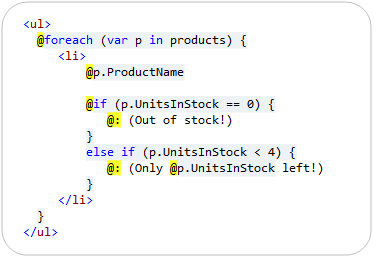 <ul>
@foreach (var p in products) {
<li>
@p.ProductName
@if (p.UnitsInStock == 0) {
@: (Out of stock!)
}
else if (p.UnitsInStock < 4) {
@: (Only @p.UnitsInStock left!)
}
</li>
}
</ul>